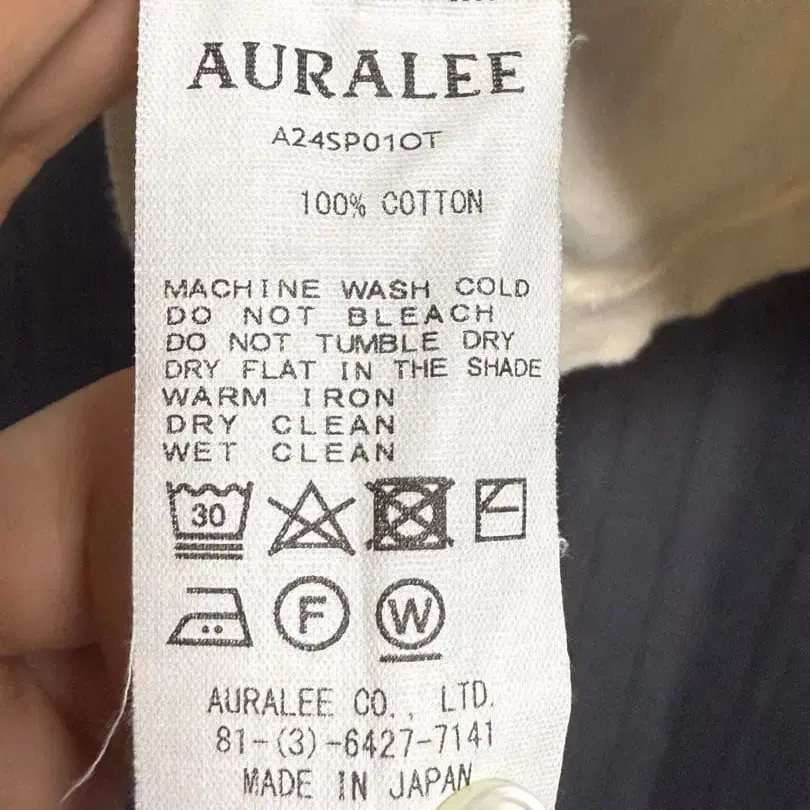 AURALEE
A24SP01OT
100% COTTON
MACHINE WASH COLD
DO NOT BLEACH
DO NOT TUMBLE DRY
DRY FLAT IN THE SHADE
WARM IRON
DRY CLEAN
WET CLEAN
30
F W
AURALEE CO., LTD.
81-(3)-6427-7141
MADE IN JAPAN